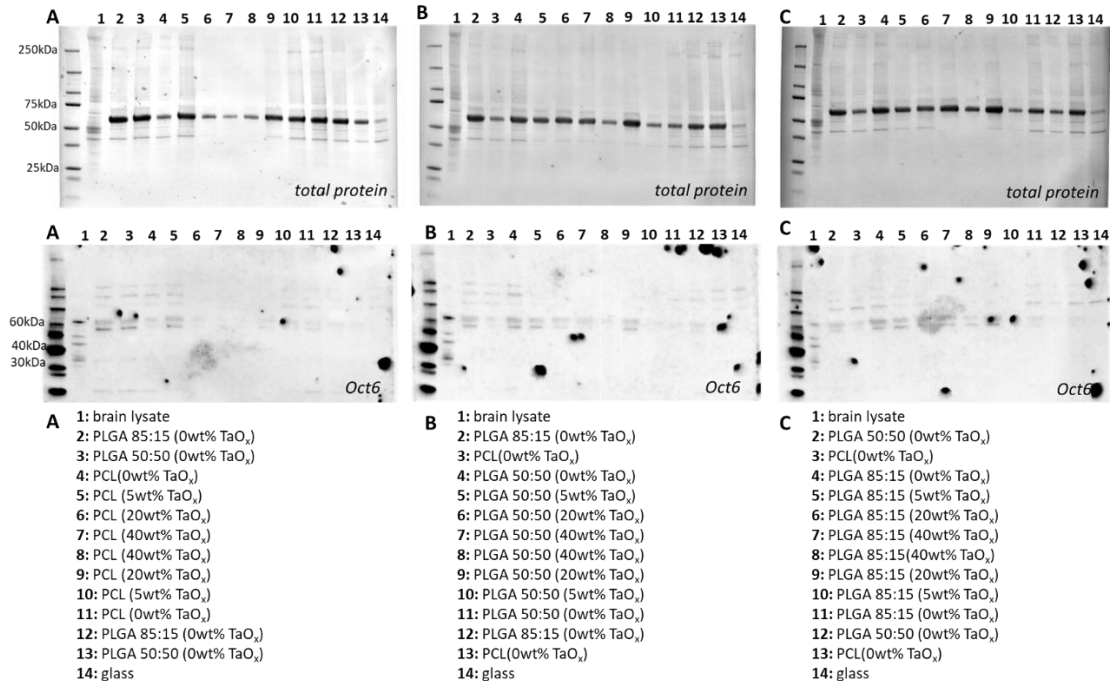 A 1 2 3 4 5 6 7 8 9 10 11 12 13 14
B 1 2 3 4 5 6 7 8 9 10 11 12 13 14
C 1 2 3 4 5 6 7 8 9 10 11 12 13 14
250kDa
75kDa
50kDa
25kDa
total protein
total protein
total protein
A 1 2 3 4 5 6 7 8 9 10 11 12 13 14
B 1 2 3 4 5 6 7 8 9 10 11 12 13 14
C 1 2 3 4 5 6 7 8 9 10 11 12 13 14
60kDa
40kDa
30kDa
Oct6
Oct6
Oct6
A
1: brain lysate
2: PLGA 85:15 (0wt% TaOx)
3: PLGA 50:50 (0wt% TaOx)
4: PCL(0wt% TaOx)
5: PCL (5wt% TaOx)
6: PCL (20wt% TaOx)
7: PCL (40wt% TaOx)
8: PCL (40wt% TaOx)
9: PCL (20wt% TaOx)
10: PCL (5wt% TaOx)
11: PCL (0wt% TaOx)
12: PLGA 85:15 (0wt% TaOx)
13: PLGA 50:50 (0wt% TaOx)
14: glass
B
1: brain lysate
2: PLGA 85:15 (0wt% TaOx)
3: PCL(0wt% TaOx)
4: PLGA 50:50 (0wt% TaOx)
5: PLGA 50:50 (5wt% TaOx)
6: PLGA 50:50 (20wt% TaOx)
7: PLGA 50:50 (40wt% TaOx)
8: PLGA 50:50 (40wt% TaOx)
9: PLGA 50:50 (20wt% TaOx)
10: PLGA 50:50 (5wt% TaOx)
11: PLGA 50:50 (0wt% TaOx)
12: PLGA 85:15 (0wt% TaOx)
13: PCL(0wt% TaOx)
14: glass
C
1: brain lysate
2: PLGA 50:50 (0wt% TaOx)
3: PCL(0wt% TaOx)
4: PLGA 85:15 (0wt% TaOx)
5: PLGA 85:15 (5wt% TaOx)
6: PLGA 85:15 (20wt% TaOx)
7: PLGA 85:15 (40wt% TaOx)
8: PLGA 85:15(40wt% TaOx)
9: PLGA 85:15 (20wt% TaOx)
10: PLGA 85:15 (5wt% TaOx)
11: PLGA 85:15 (0wt% TaOx)
12: PLGA 50:50 (0wt% TaOx)
13: PCL(0wt% TaOx)
14: glass